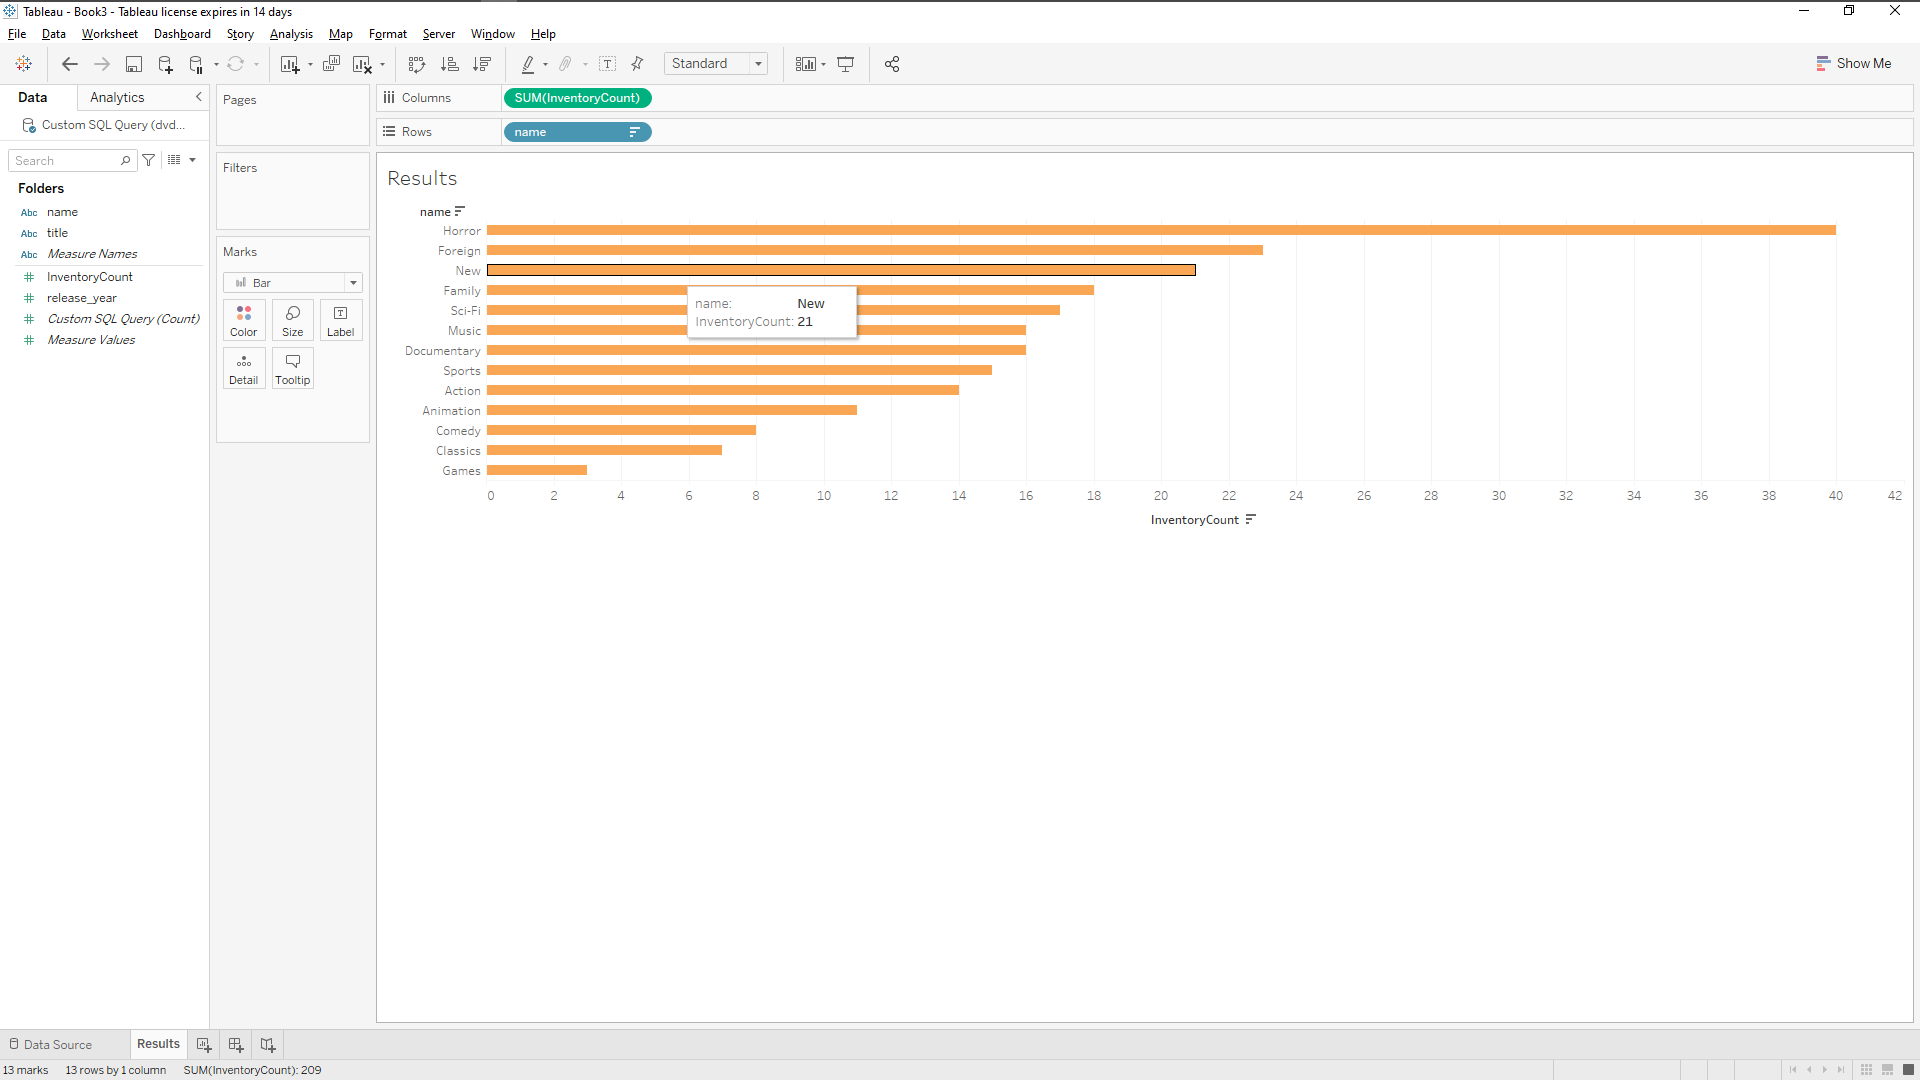 Tableau - Book3 - Tableau license expires in 14 days
File Data Worksheet Dashboard Story Analysis Map Format Server Window Help
Standard
Show Me
Data Analytics
Custom SQL Query (dvd...
Search
Folders
Abc name
Abc title
Abc Measure Names
InventoryCount
release_year
Custom SQL Query (Count)
Measure Values
Pages
Filters
Marks
Bar
Color Size Label
Detail Tooltip
Columns SUM(InventoryCount)
Rows name
Results
name
Horror
Foreign
New
Family
Sci-Fi
Music
Documentary
Sports
Action
Animation
Comedy
Classics
Games
name: New
InventoryCount: 21
0 2 4 6 8 10 12 14 16 18 20 22 24 26 28 30 32 34 36 38 40 42
InventoryCount
Data Source Results
13 marks 13 rows by 1 column SUM(InventoryCount): 209